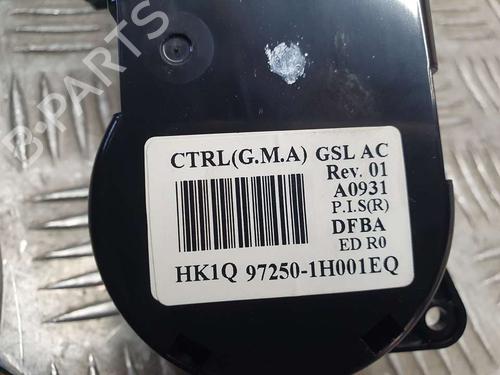 B-PARTS
CTRL(G.M.A) GSL AC
Rev. 01
A0931
P.I.S(R)
DFBA
ED R0
HK1Q 97250-1H001EQ